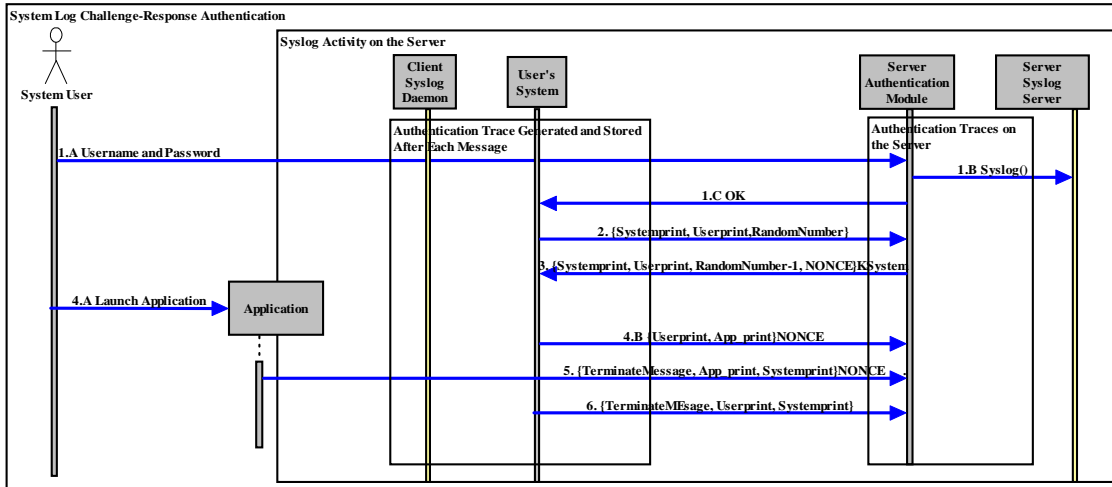 System Log Challenge-Response Authentication
Syslog Activity on the Server
System User
Client
Syslog
Daemon
User's
System
Server
Authentication
Module
Server
Syslog
Server
Authentication Trace Generated and Stored
After Each Message
Authentication Traces on
the Server
1.A Username and Password
1.B Syslog()
1.C OK
2. {Systemprint, Userprint,RandomNumber}
3. {Systemprint, Userprint, RandomNumber-1, NONCE}KSystem
4.A Launch Application
Application
4.B {Userprint, App_print}NONCE
5. {TerminateMessage, App_print, Systemprint}NONCE .
6. {TerminateMEsage, Userprint, Systemprint}